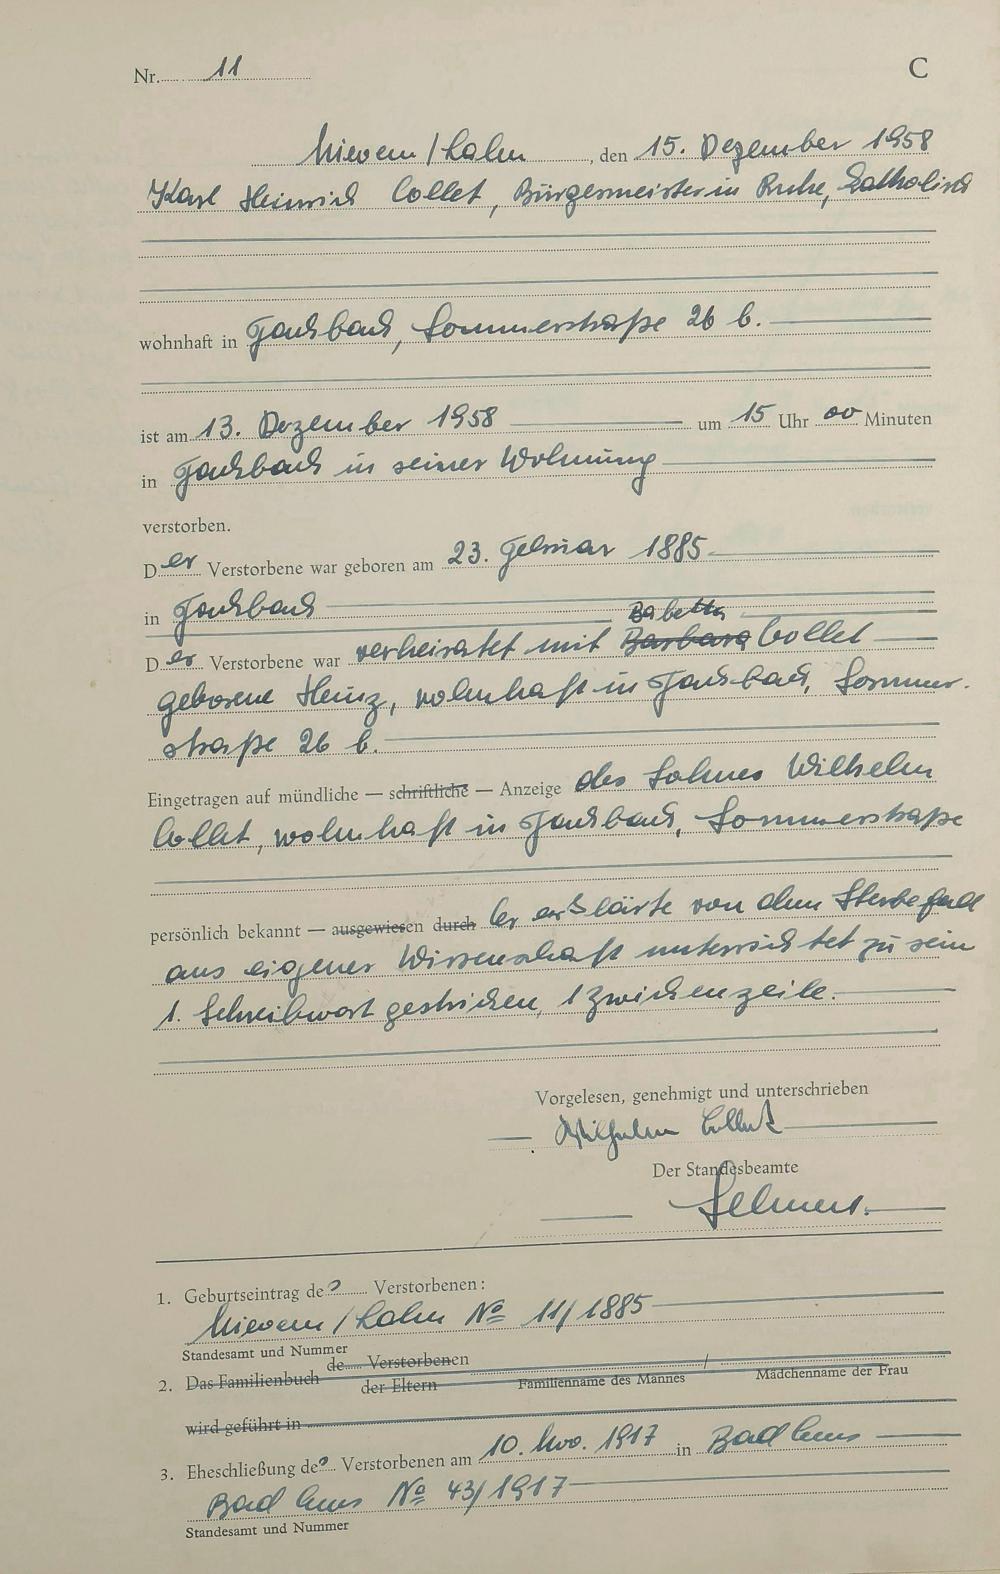 Nr. 11
C
Nievern/Lahn, den 15. Dezember 1958
Karl Heinrich Collet, Bürgermeister in Ruhe, katholisch
wohnhaft in Fachbach, Sommerstraße 26 b.
ist am 13. Dezember 1958 um 15 Uhr 00 Minuten
in Fachbach in seiner Wohnung
verstorben.
Der Verstorbene war geboren am 23. Februar 1885
in Fachbach
Babetta
Der Verstorbene war verheiratet mit Barbara Collet
geborene Heinz, wohnhaft in Fachbach, Sommer-
straße 26 b.
Eingetragen auf mündliche — schriftliche — Anzeige des Sohnes Wilhelm
Collet, wohnhaft in Fachbach, Sommerstraße
persönlich bekannt — ausgewiesen durch Er erklärte von dem Sterbefall
aus eigener Wissenschaft unterrichtet zu sein
1. Schreibwort gestrichen, 1 Zwischenzeile.
Vorgelesen, genehmigt und unterschrieben
Wilhelm Collet
Der Standesbeamte
1. Geburtseintrag des Verstorbenen:
Nievern/Lahn No 11/1885
Standesamt und Nummer
2. Das Familienbuch de Verstorbenen
der Eltern
Familienname des Mannes / Mädchenname der Frau
wird geführt in
3. Eheschließung des Verstorbenen am 10. Nov. 1917 in Bad Ems
Bad Ems No 43/1917
Standesamt und Nummer